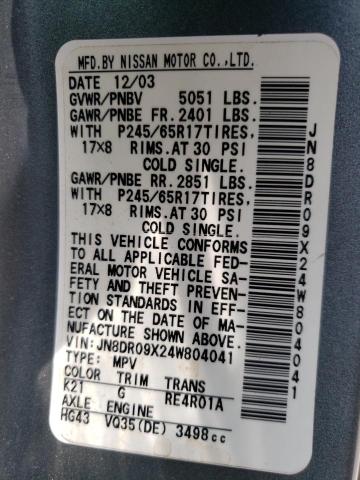 MFD.BY NISSAN MOTOR CO.,LTD.
DATE 12/03
GVWR/PNBV 5051 LBS.
GAWR/PNBE FR. 2401 LBS.
WITH P245/65R17TIRES,
17×8 RIMS.AT 30 PSI
COLD SINGLE.
GAWR/PNBE RR. 2851 LBS.
WITH P245/65R17TIRES,
17×8 RIMS.AT 30 PSI
COLD SINGLE.
THIS VEHICLE CONFORMS
TO ALL APPLICABLE FED-
ERAL MOTOR VEHICLE SA-
FETY AND THEFT PREVEN-
TION STANDARDS IN EFF-
ECT ON THE DATE OF MA-
NUFACTURE SHOWN ABOVE.
VIN:JN8DR09X24W804041
TYPE: MPV
COLOR TRIM TRANS
K21 G RE4R01A
AXLE ENGINE
HG43 VQ35(DE) 3498cc
JN8DR09X24W804041